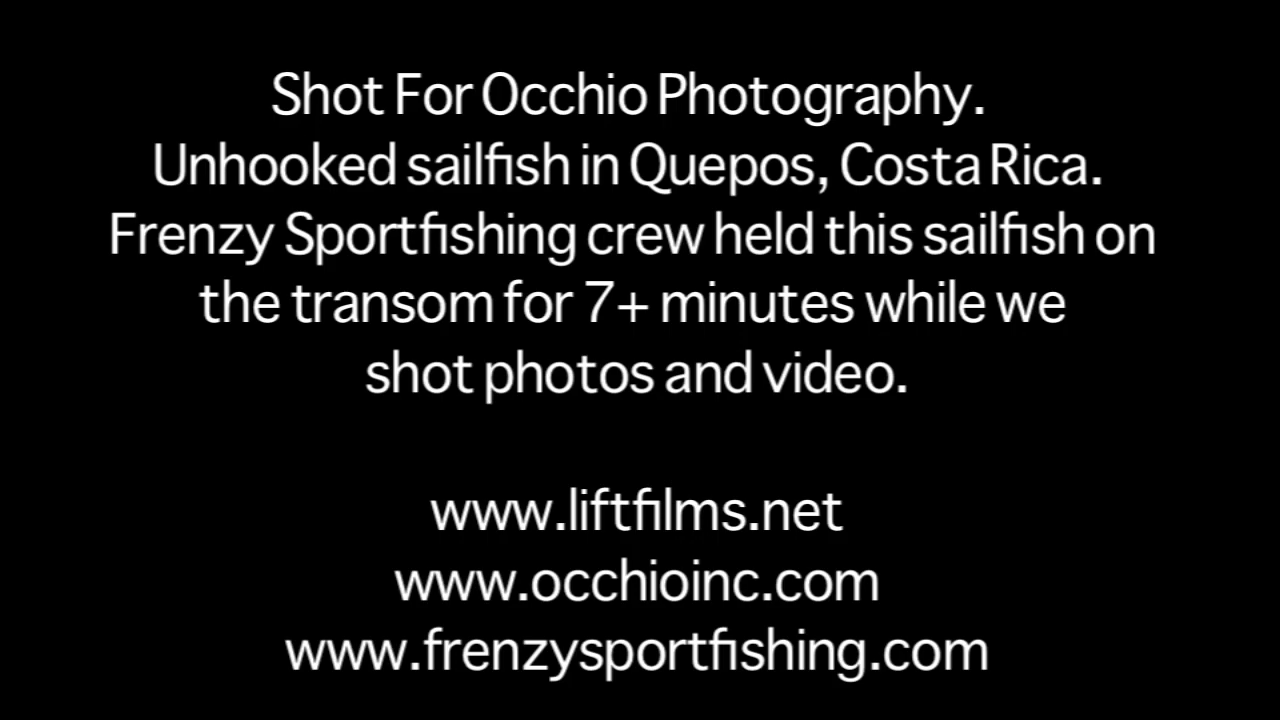 Shot For Occhio Photography.
Unhooked sailfish in Quepos, Costa Rica.
Frenzy Sportfishing crew held this sailfish on
the transom for 7+ minutes while we
shot photos and video.
www.liftfilms.net
www.occhioinc.com
www.frenzysportfishing.com